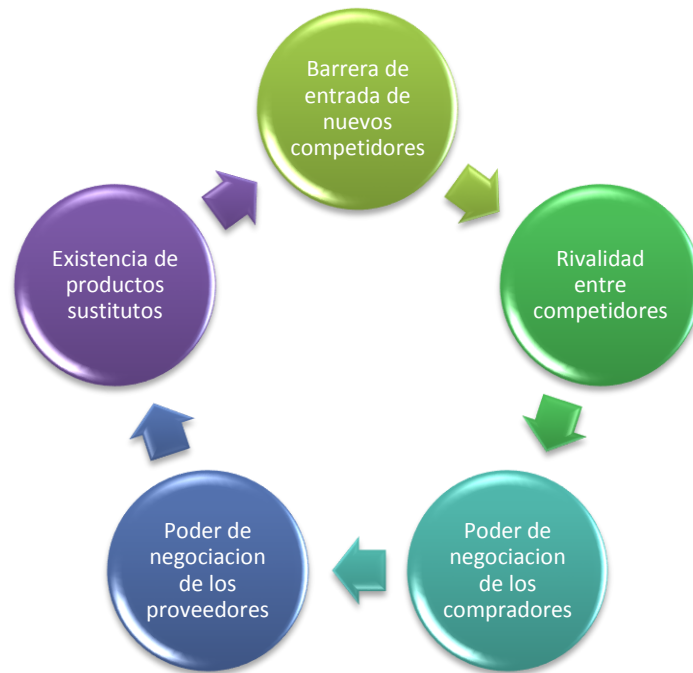 Barrera de
entrada de
nuevos
competidores
Rivalidad
entre
competidores
Poder de
negociacion
de los
compradores
Poder de
negociacion
de los
proveedores
Existencia de
productos
sustitutos